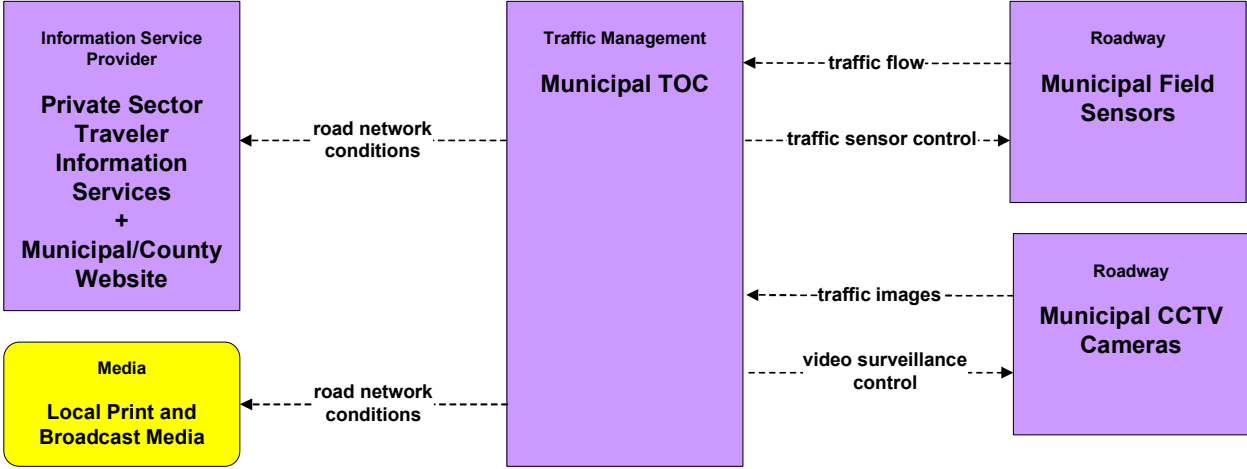 Information Service
Provider
Private Sector
Traveler
Information
Services
+
Municipal/County
Website
Media
Local Print and
Broadcast Media
road network
conditions
road network
conditions
Traffic Management
Municipal TOC
traffic flow
traffic sensor control
traffic images
video surveillance
control
Roadway
Municipal Field
Sensors
Roadway
Municipal CCTV
Cameras